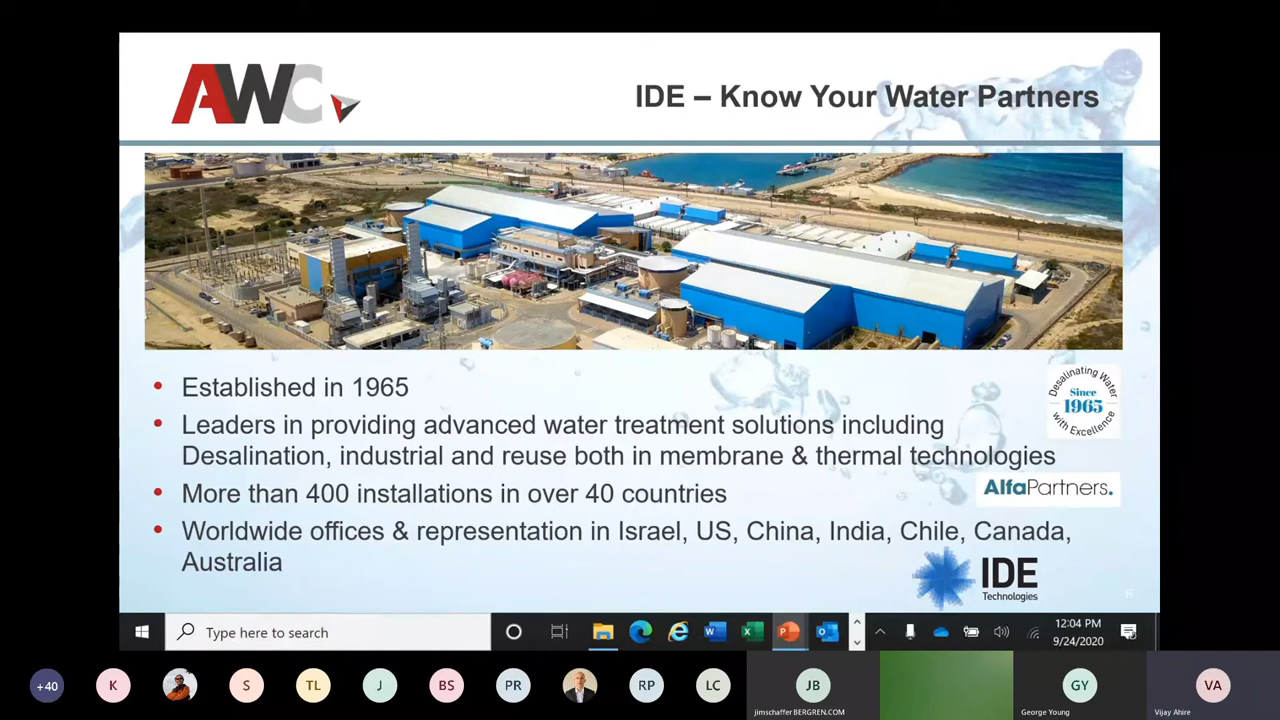 AWC
IDE – Know Your Water Partners
• Established in 1965
Desalinating Water
Since
1965
with Excellence
• Leaders in providing advanced water treatment solutions including
Desalination, industrial and reuse both in membrane & thermal technologies
• More than 400 installations in over 40 countries
AlfaPartners.
• Worldwide offices & representation in Israel, US, China, India, Chile, Canada,
Australia
IDE
Technologies
6
Type here to search
12:04 PM
9/24/2020
+40
K
S
TL
J
BS
PR
RP
LC
JB
GY
VA
jimschaffer BERGREN.COM
George Young
Vijay Ahire